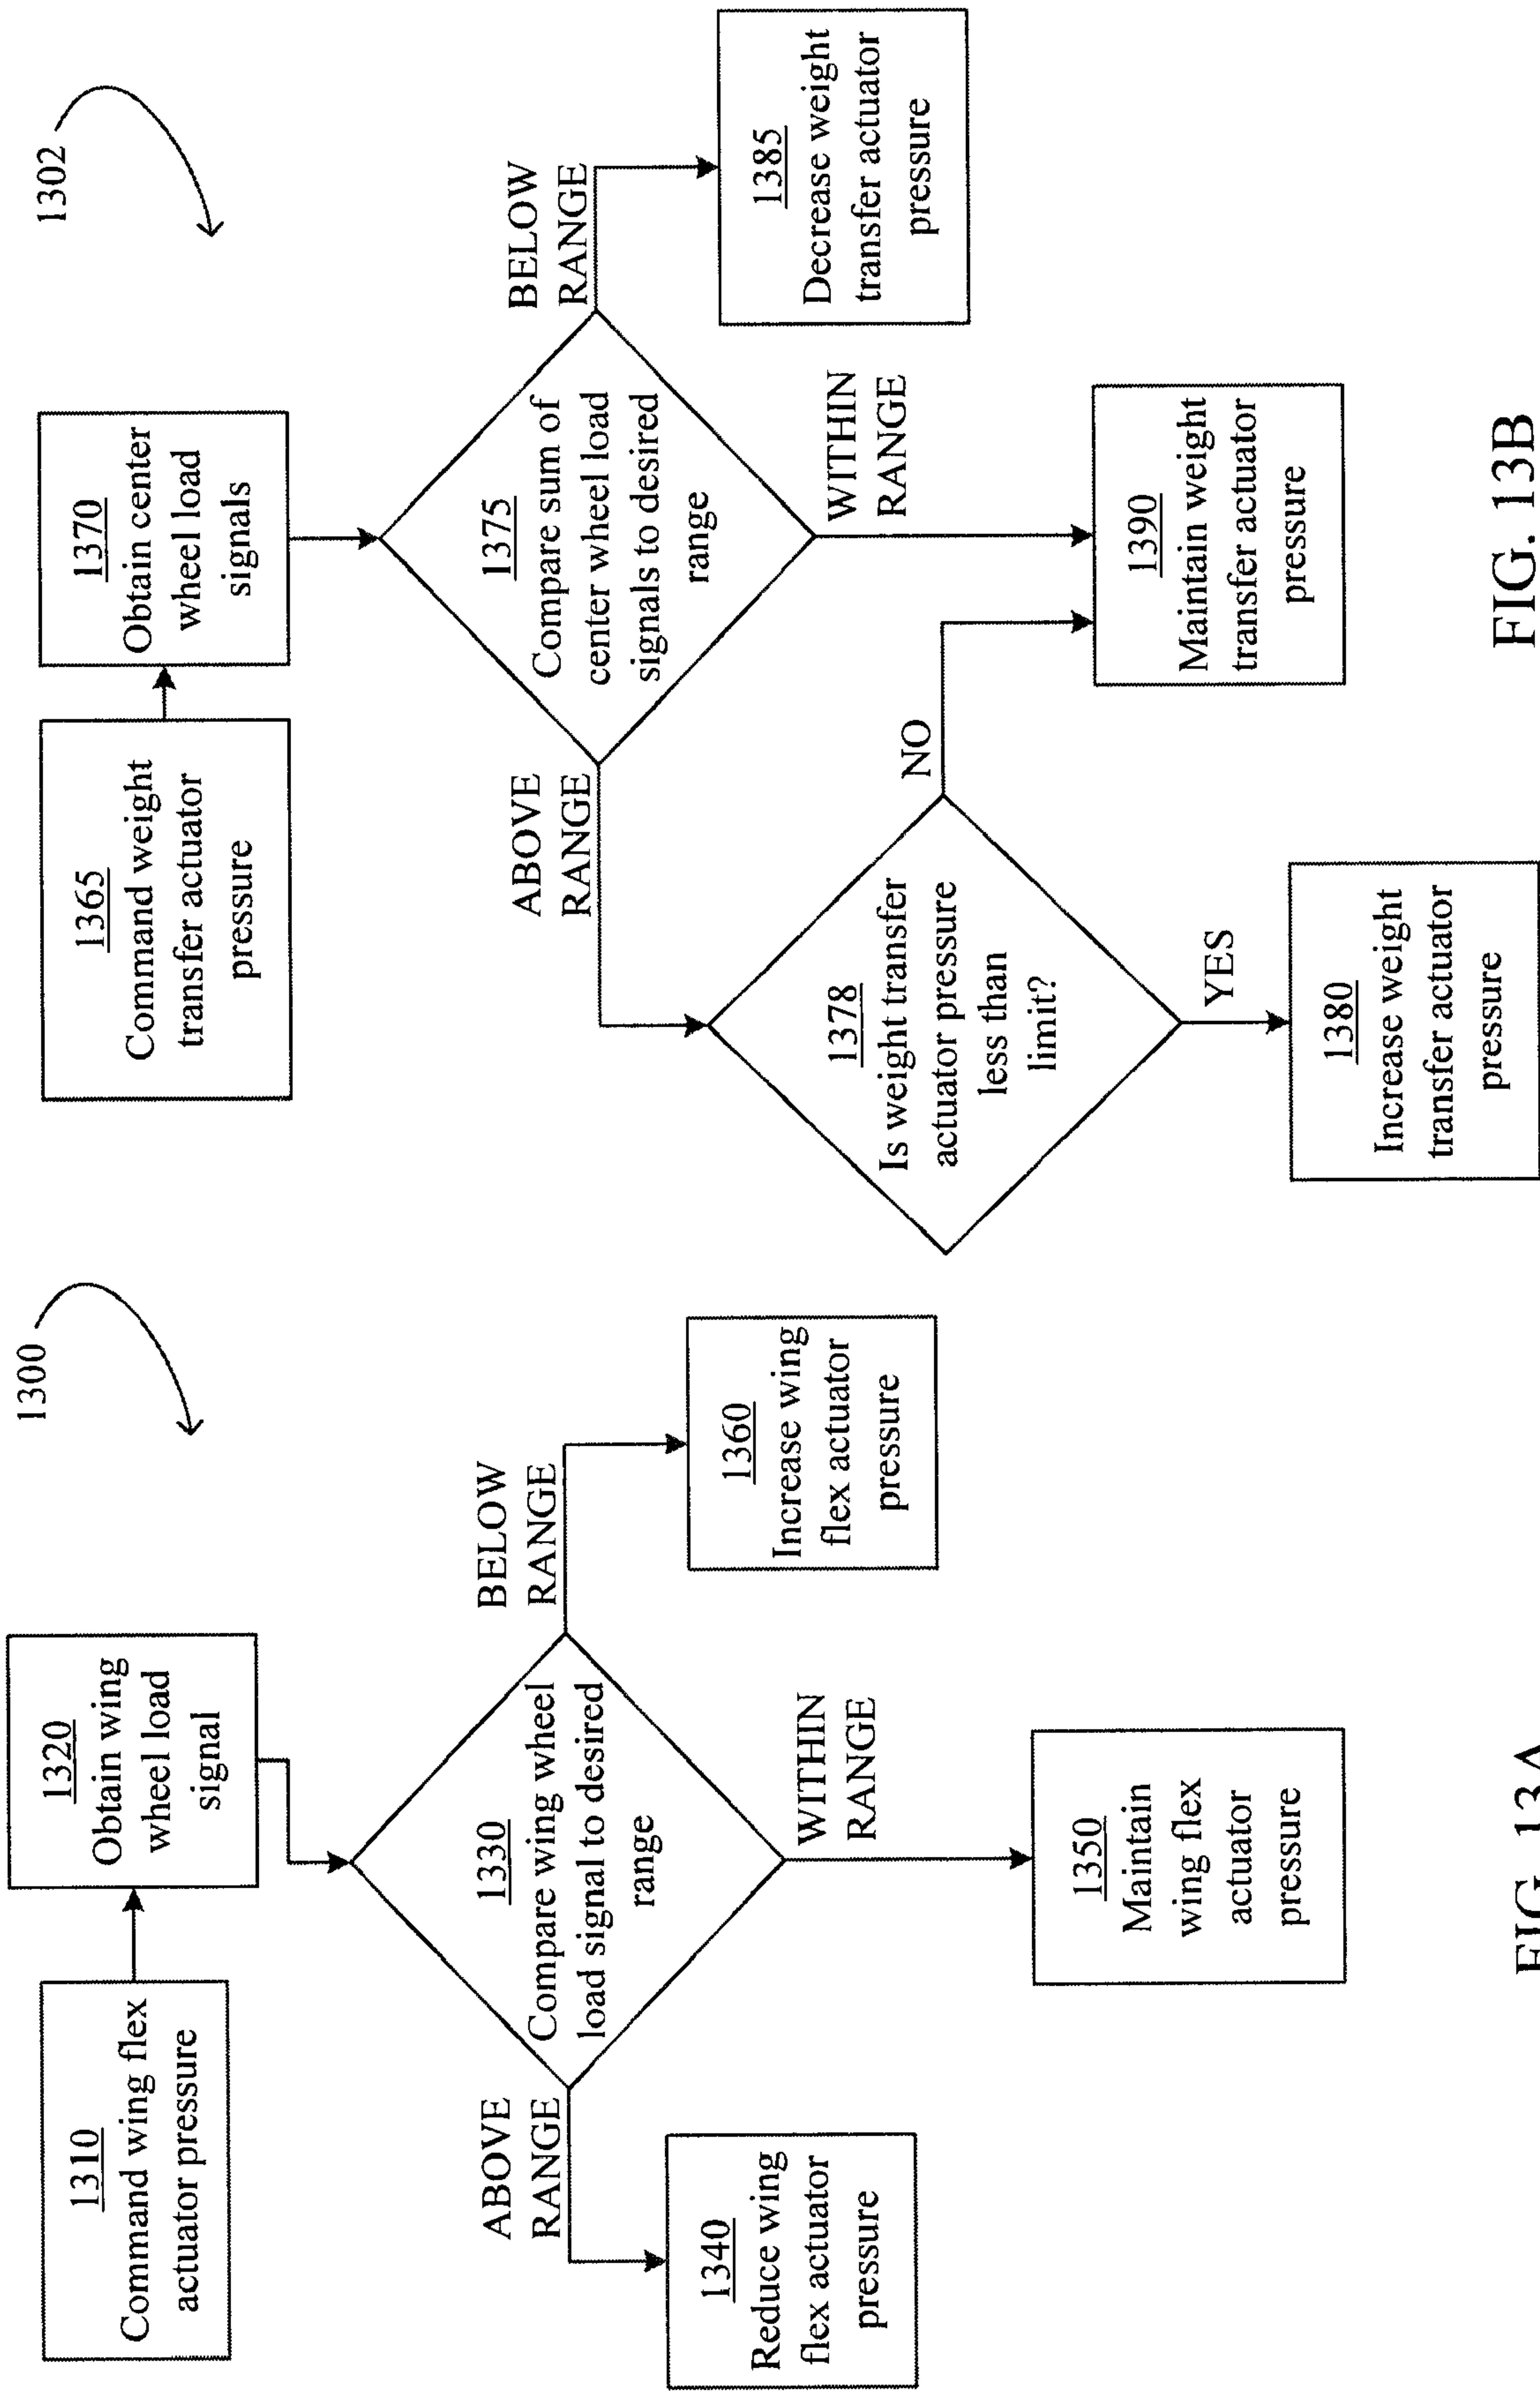 1300
1310
Command wing flex
actuator pressure
1320
Obtain wing
wheel load
signal
1330
Compare wing wheel
load signal to desired
range
ABOVE
RANGE
BELOW
RANGE
WITHIN
RANGE
1340
Reduce wing
flex actuator
pressure
1350
Maintain
wing flex
actuator
pressure
1360
Increase wing
flex actuator
pressure
FIG. 13A
1302
1365
Command weight
transfer actuator
pressure
1370
Obtain center
wheel load
signals
1375
Compare sum of
center wheel load
signals to desired
range
ABOVE
RANGE
BELOW
RANGE
WITHIN
RANGE
1378
Is weight transfer
actuator pressure
less than
limit?
NO
YES
1380
Increase weight
transfer actuator
pressure
1385
Decrease weight
transfer actuator
pressure
1390
Maintain weight
transfer actuator
pressure
FIG. 13B